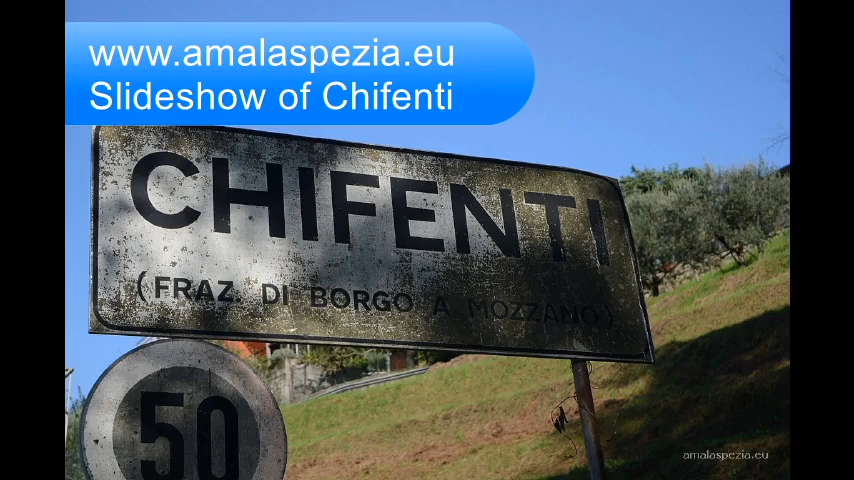 www.amalaspezia.eu
Slideshow of Chifenti
CHIFENTI
(FRAZ. DI BORGO A MOZZANO)
50
amalaspezia.eu